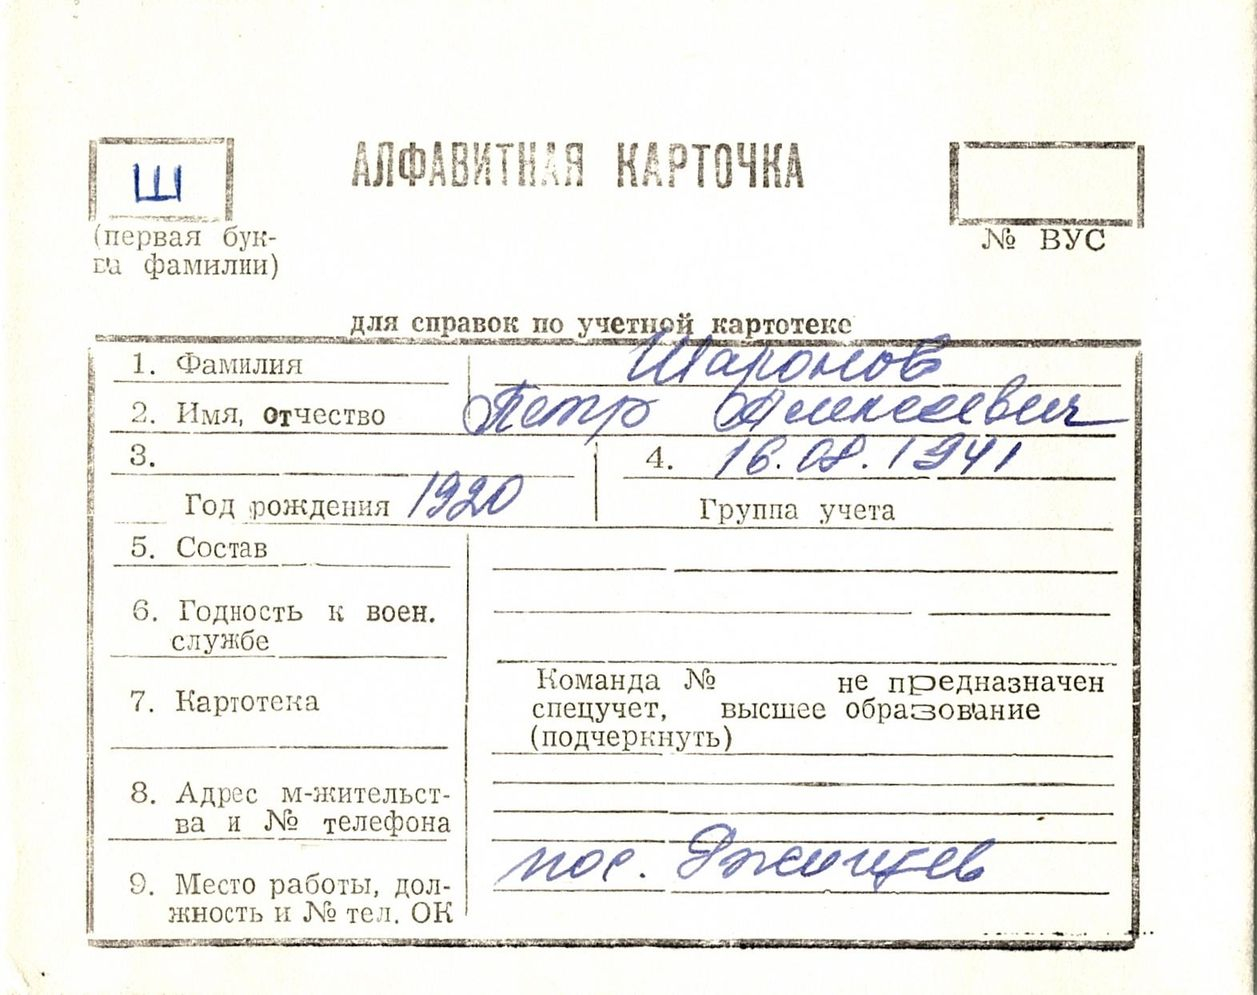 Ш
АЛФАВИТНАЯ КАРТОЧКА
(первая бук-
ва фамилии)
№ ВУС
для справок по учетной картотеке
1. Фамилия Шаронов
2. Имя, отчество Петр Алексеевич
3. 4. 16.08.1941
Год рождения 1920 Группа учета
5. Состав
6. Годность к воен.
службе
7. Картотека
Команда № не предназначен
спецучет, высшее образование
(подчеркнуть)
8. Адрес м-жительст-
ва и № телефона
пос.
9. Место работы, дол-
жность и № тел. ОК